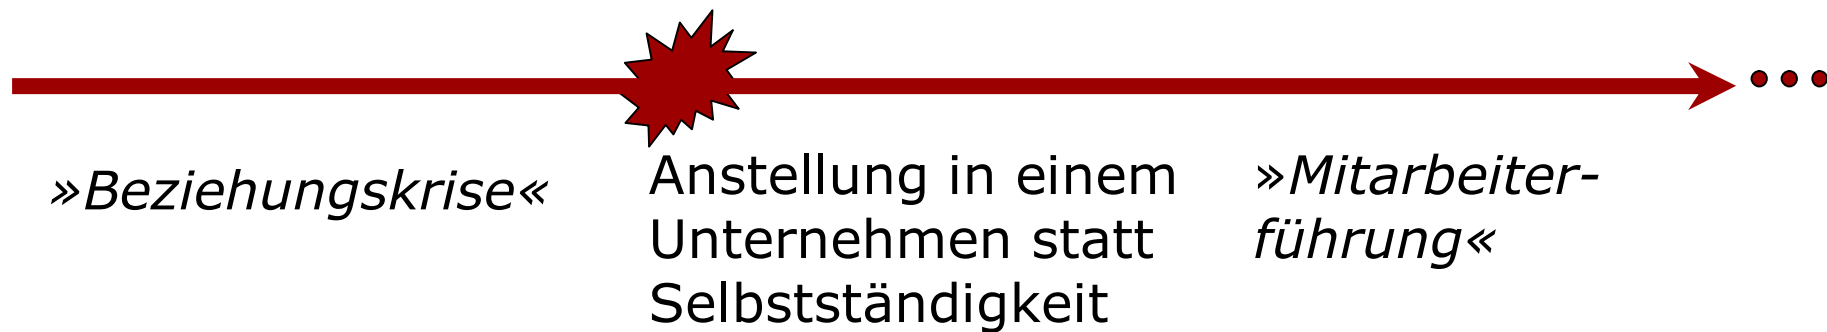 »Beziehungskrise«
Anstellung in einem
Unternehmen statt
Selbstständigkeit
»Mitarbeiter-
führung«